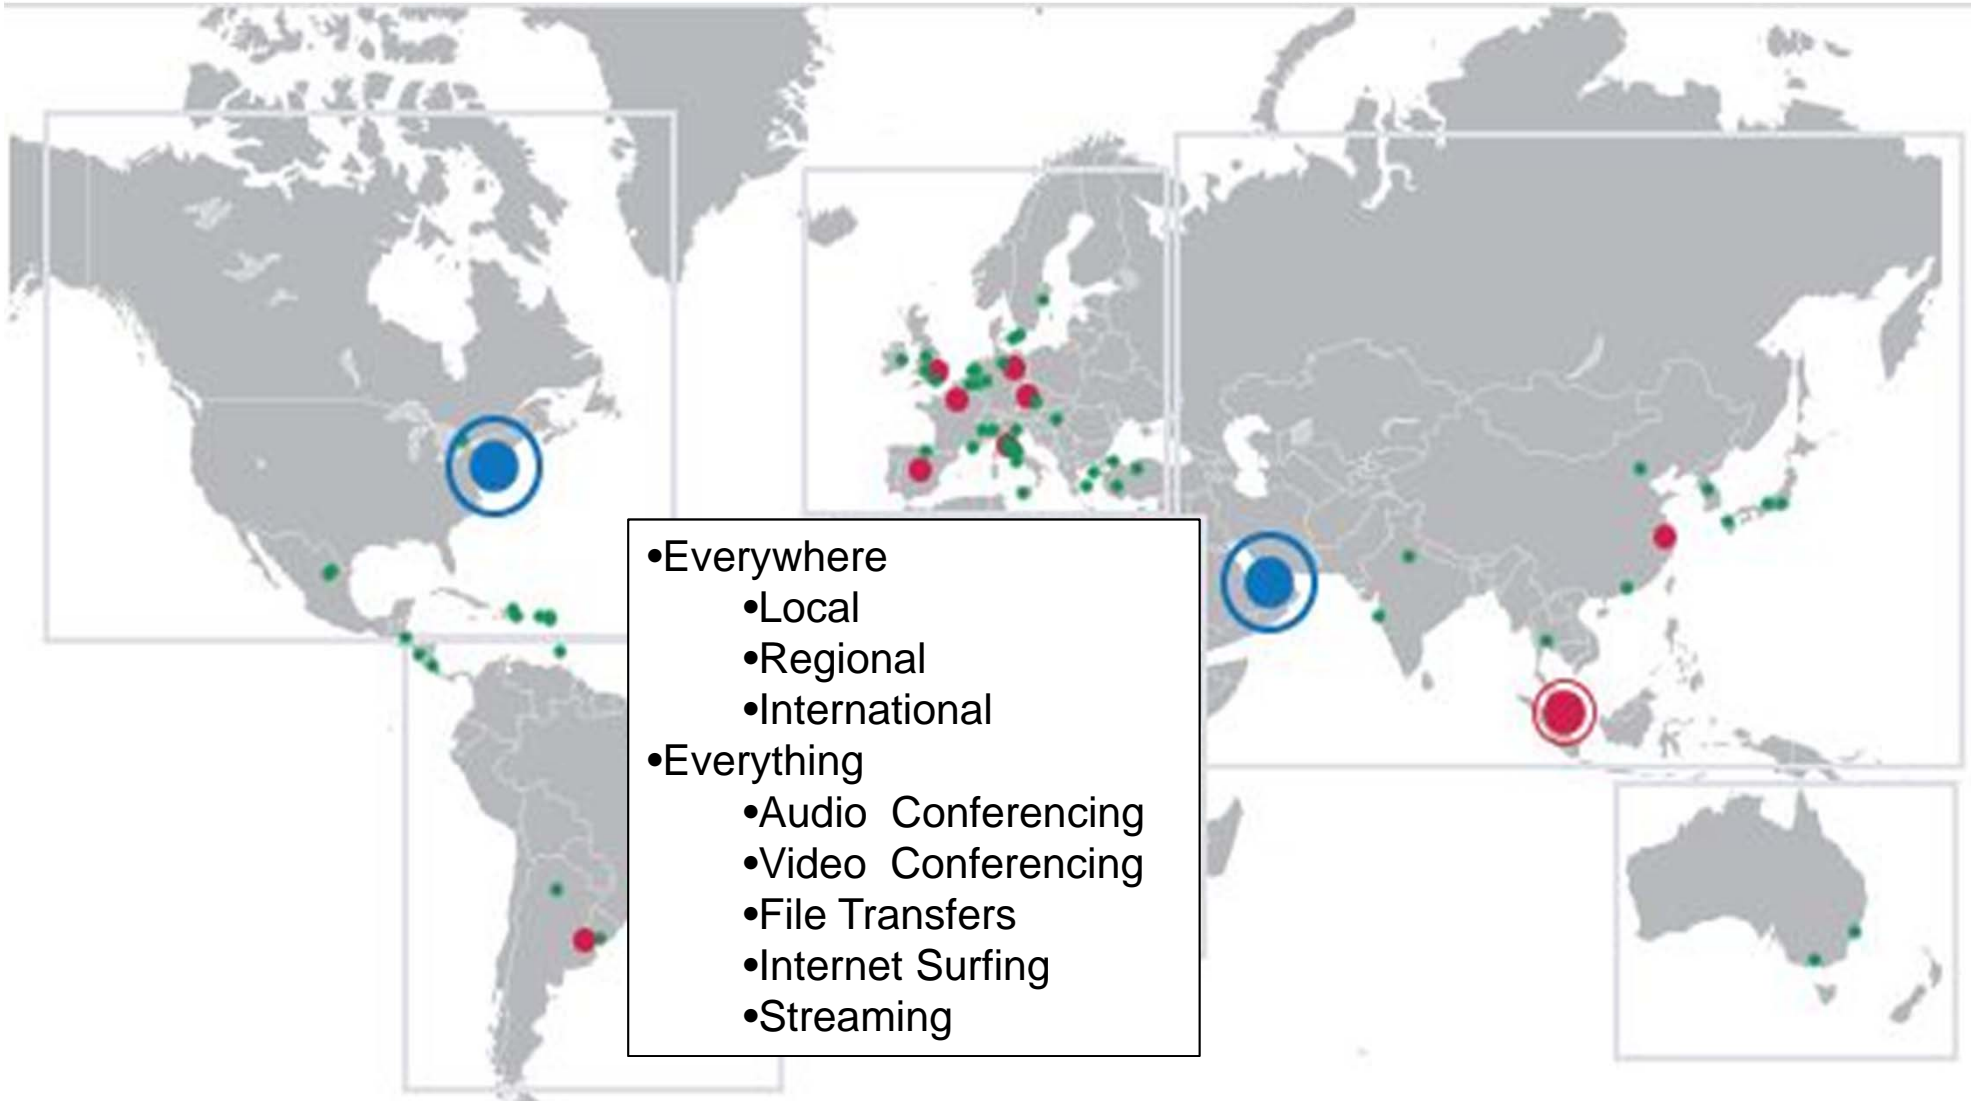 •Everywhere
•Local
•Regional
•International
•Everything
•Audio  Conferencing
•Video  Conferencing
•File Transfers
•Internet Surfing
•Streaming